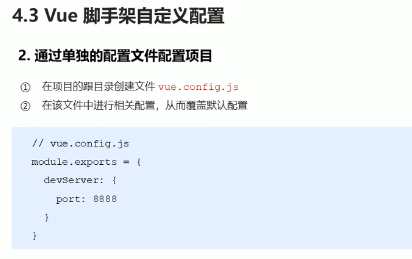 4.3 Vue 脚手架自定义配置
2. 通过单独的配置文件配置项目
① 在项目的跟目录创建文件 vue.config.js
② 在该文件中进行相关配置，从而覆盖默认配置
// vue.config.js
module.exports = {
  devServer: {
    port: 8888
  }
}